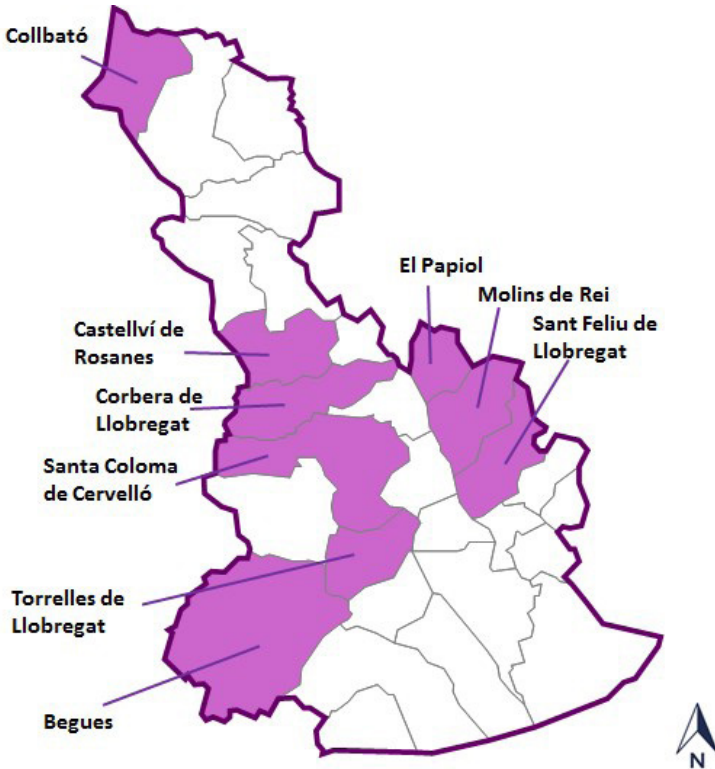 Collbató
El Papiol
Molins de Rei
Sant Feliu de
Llobregat
Castellví de
Rosanes
Corbera de
Llobregat
Santa Coloma
de Cervelló
Torrelles de
Llobregat
Begues
N